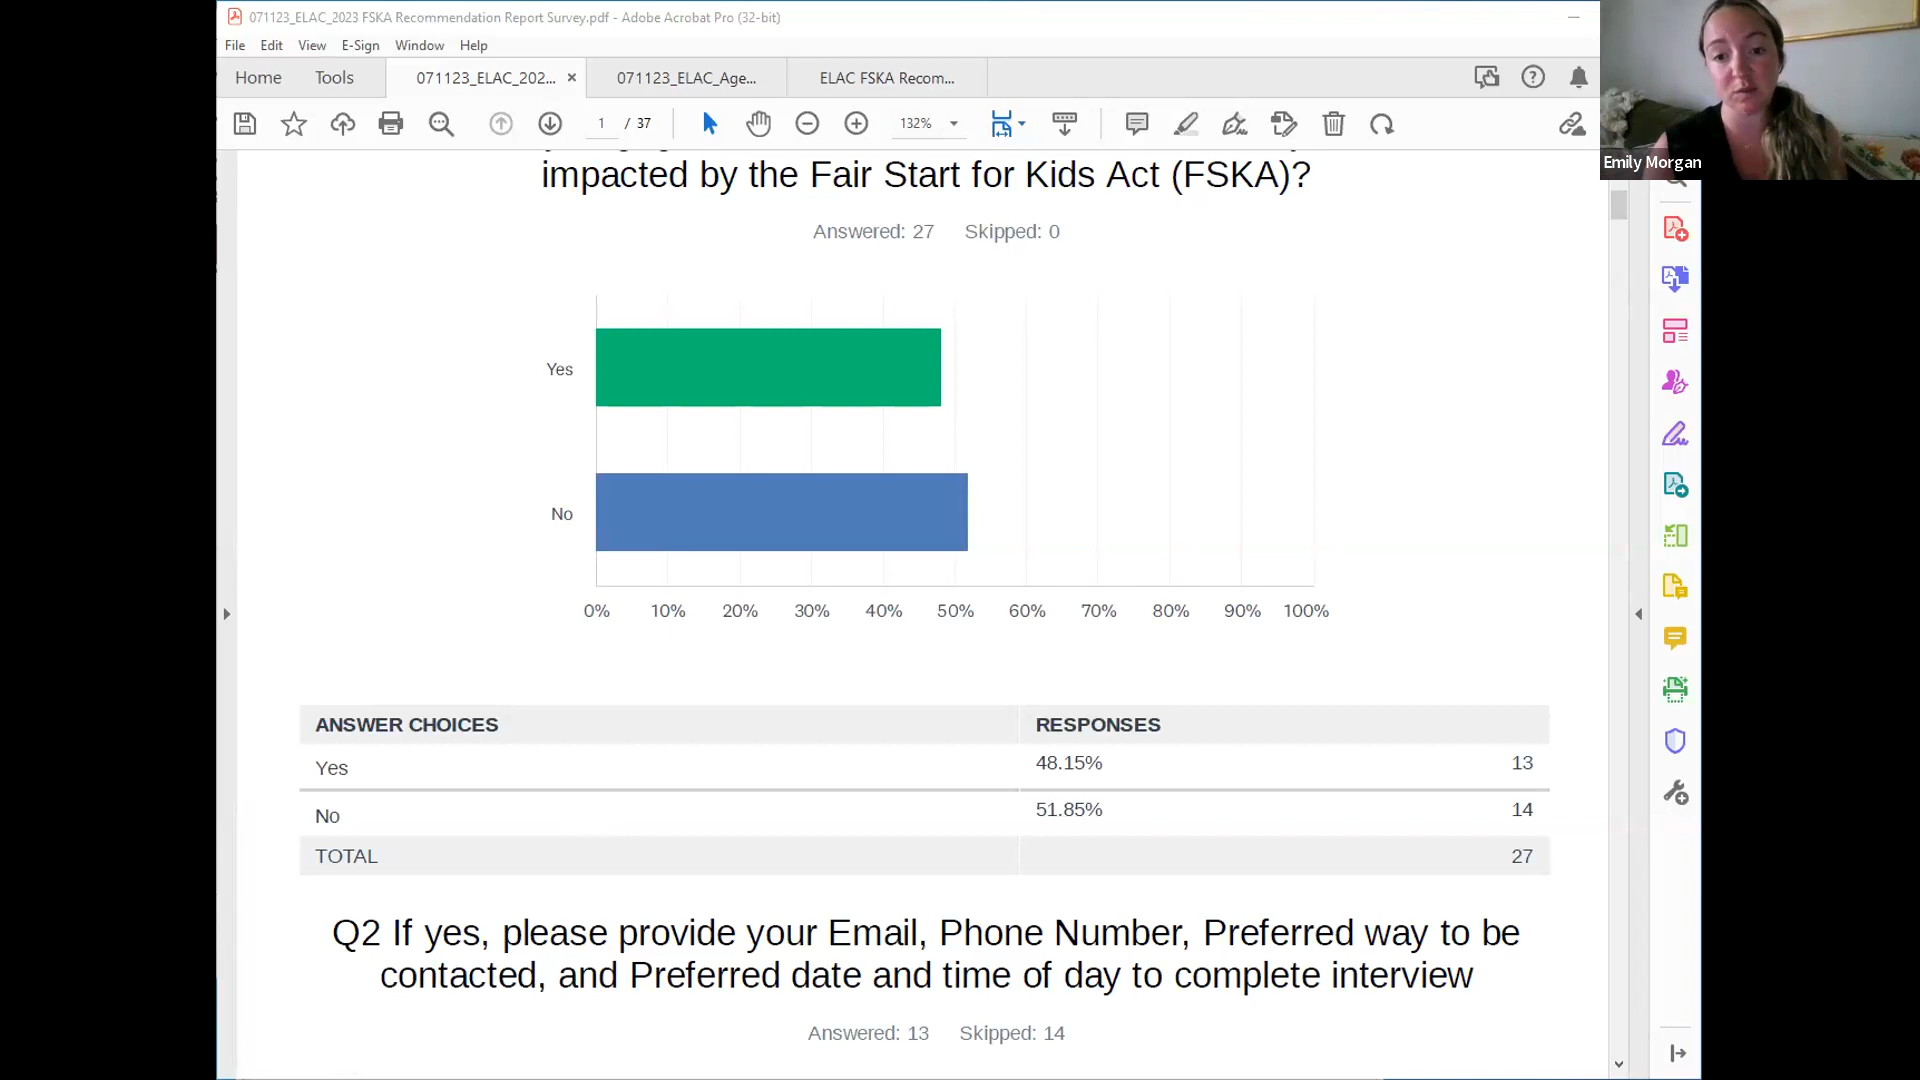 071123_ELAC_2023 FSKA Recommendation Report Survey.pdf - Adobe Acrobat Pro (32-bit)
File Edit View E-Sign Window Help
Home Tools 071123_ELAC_202... × 071123_ELAC_Age... ELAC FSKA Recom...
1 / 37 132%
Emily Morgan
impacted by the Fair Start for Kids Act (FSKA)?
Answered: 27 Skipped: 0
Yes
No
0% 10% 20% 30% 40% 50% 60% 70% 80% 90% 100%
ANSWER CHOICES RESPONSES
Yes 48.15% 13
No 51.85% 14
TOTAL 27
Q2 If yes, please provide your Email, Phone Number, Preferred way to be
contacted, and Preferred date and time of day to complete interview
Answered: 13 Skipped: 14